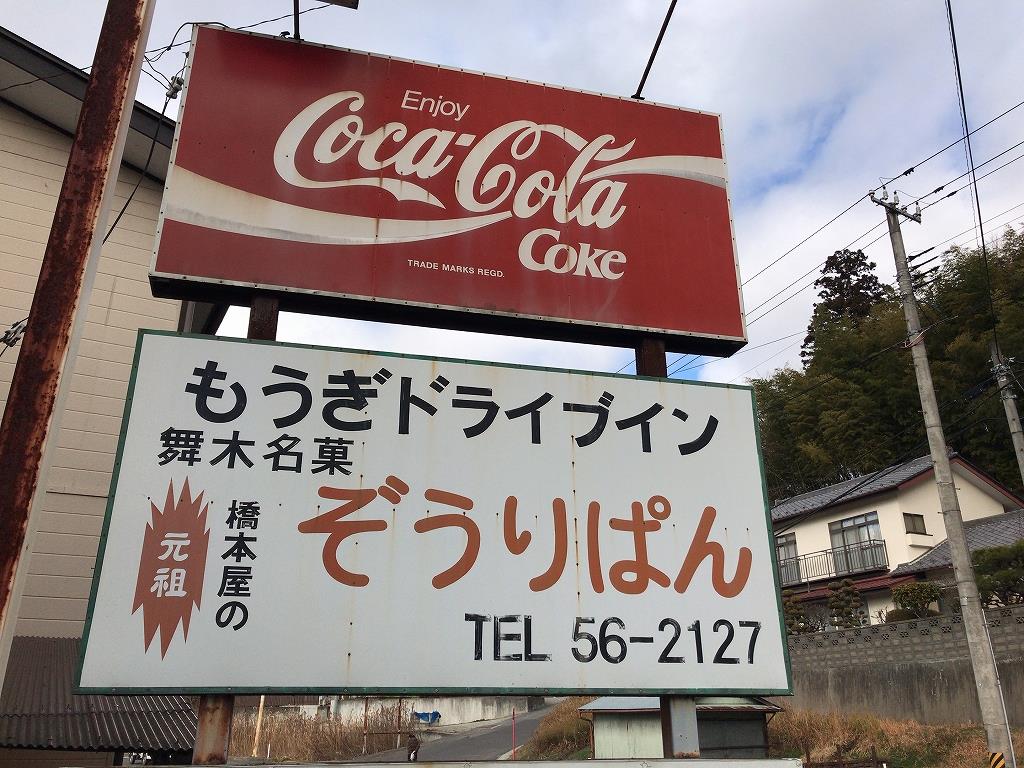 Enjoy
Coca-Cola
Coke
TRADE MARKS REGD.
もうぎドライブイン
舞木名菓
元祖
橋本屋の
ぞうりぱん
TEL 56-2127